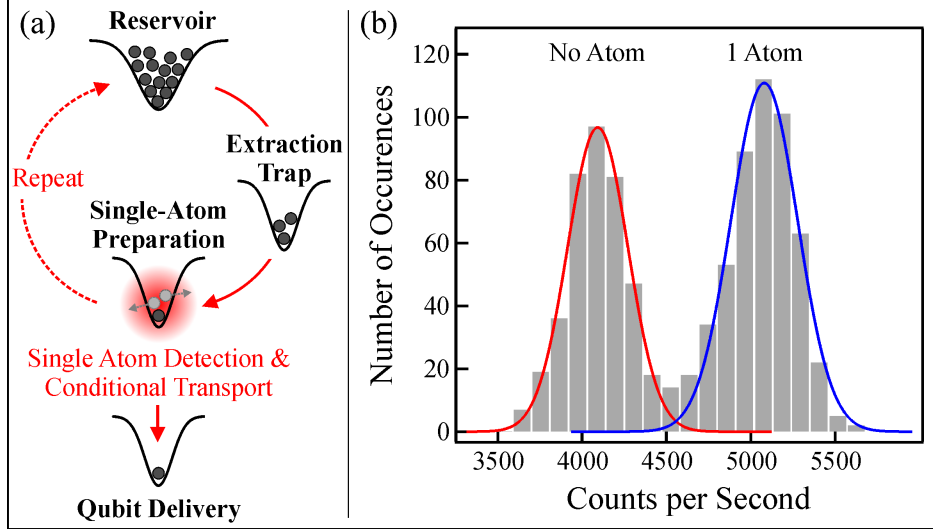 (a)
Reservoir
Extraction
Trap
Repeat
Single-Atom
Preparation
Single Atom Detection &
Conditional Transport
Qubit Delivery
(b)
No Atom
1 Atom
Number of Occurences
120
100
80
60
40
20
0
3500 4000 4500 5000 5500
Counts per Second